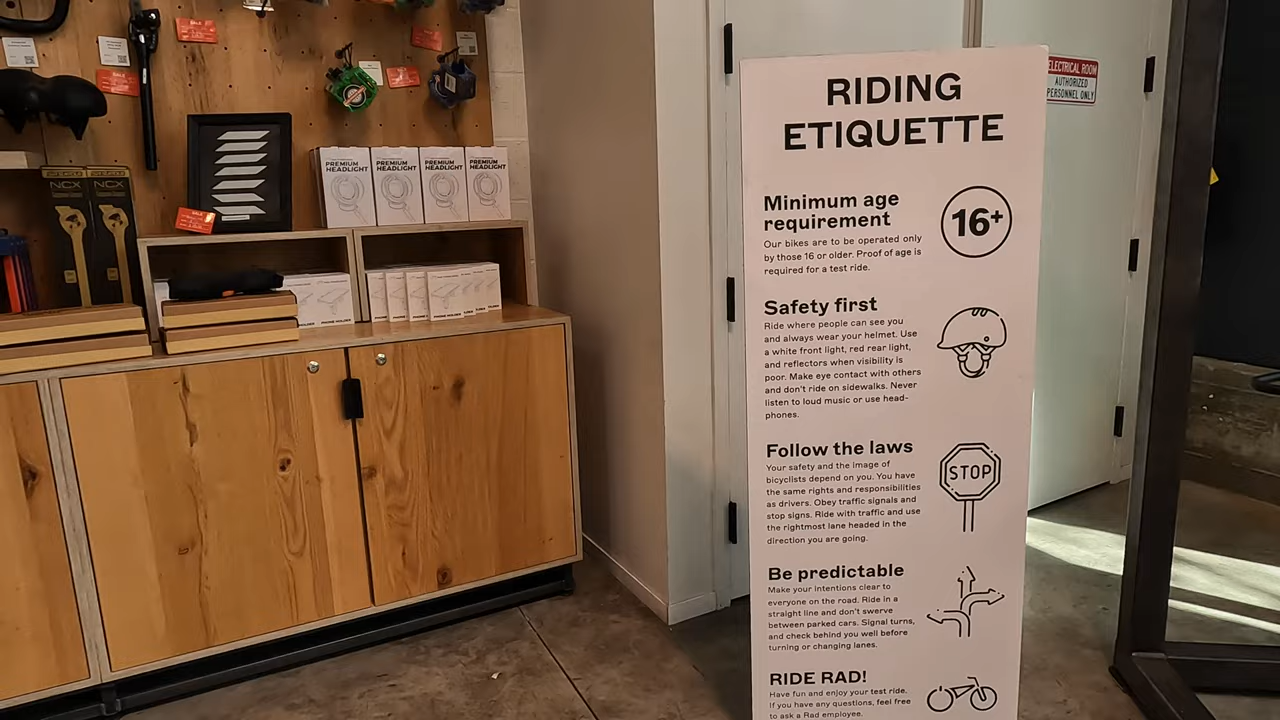 RIDING
ETIQUETTE
Minimum age
requirement
Our bikes are to be operated only
by those 16 or older. Proof of age is
required for a test ride.
16+
Safety first
Ride where people can see you
and always wear your helmet. Use
a white front light, red rear light,
and reflectors when visibility is
poor. Make eye contact with others
and don't ride on sidewalks. Never
listen to loud music or use head-
phones.
Follow the laws
Your safety and the image of
bicyclists depend on you. You have
the same rights and responsibilities
as drivers. Obey traffic signals and
stop signs. Ride with traffic and use
the rightmost lane headed in the
direction you are going.
STOP
Be predictable
Make your intentions clear to
everyone on the road. Ride in a
straight line and don't swerve
between parked cars. Signal turns,
and check behind you well before
turning or changing lanes.
RIDE RAD!
Have fun and enjoy your test ride.
If you have any questions, feel free
to ask a Rad employee.
ELECTRICAL ROOM
AUTHORIZED
PERSONNEL ONLY
PREMIUM
HEADLIGHT
PREMIUM
HEADLIGHT
PREMIUM
HEADLIGHT
PREMIUM
HEADLIGHT
NCX
NCX
SALE
SALE
SALE
PHONE HOLDER